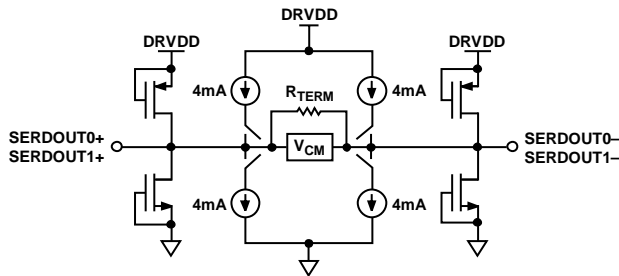 DRVDD
DRVDD
DRVDD
4mA
4mA
RTERM
SERDOUT0+
SERDOUT1+
VCM
SERDOUT0–
SERDOUT1–
4mA
4mA